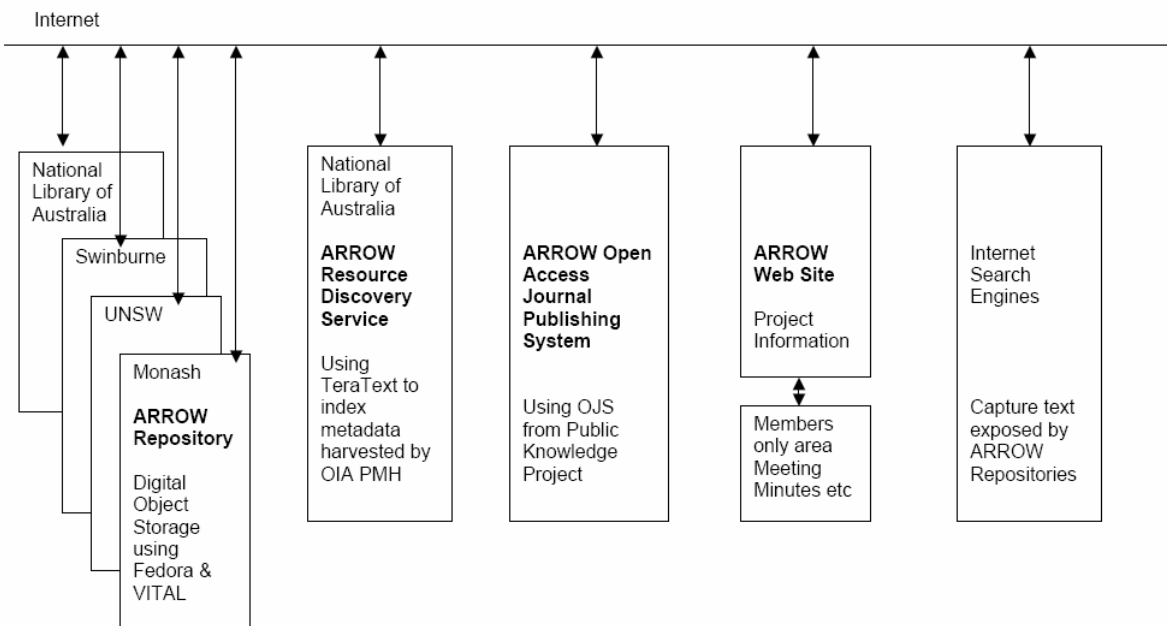 Internet
National
Library of
Australia
Swinburne
UNSW
Monash
ARROW
Repository
Digital
Object
Storage
using
Fedora &
VITAL
National
Library of
Australia
ARROW
Resource
Discovery
Service
Using
TeraText to
index
metadata
harvested by
OIA PMH
ARROW Open
Access
Journal
Publishing
System
Using OJS
from Public
Knowledge
Project
ARROW
Web Site
Project
Information
Members
only area
Meeting
Minutes etc
Internet
Search
Engines
Capture text
exposed by
ARROW
Repositories